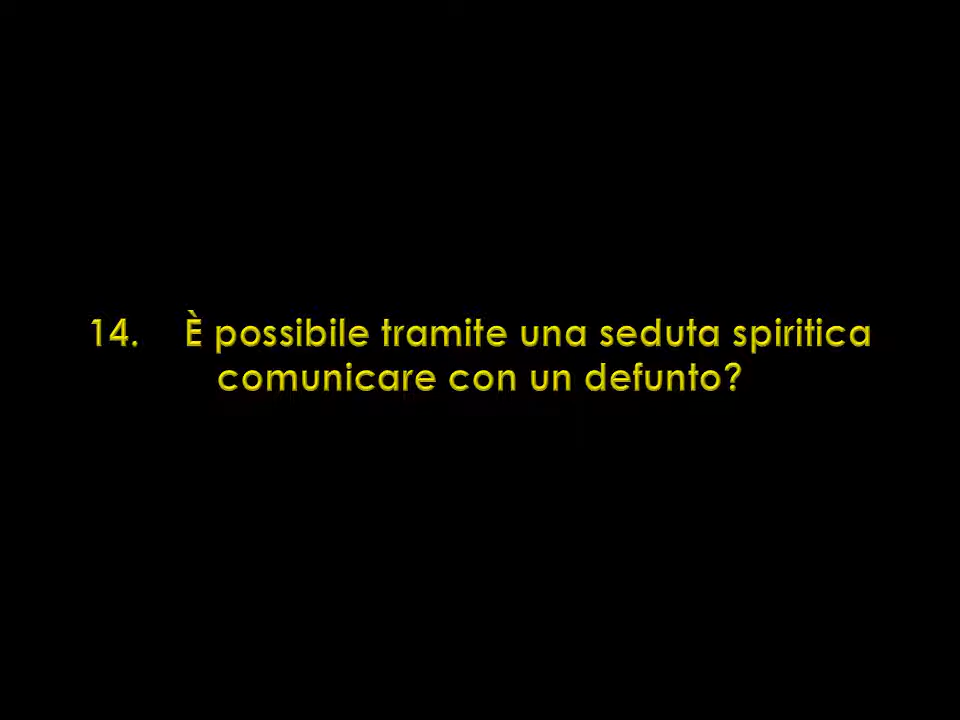 14. È possibile tramite una seduta spiritica
comunicare con un defunto?